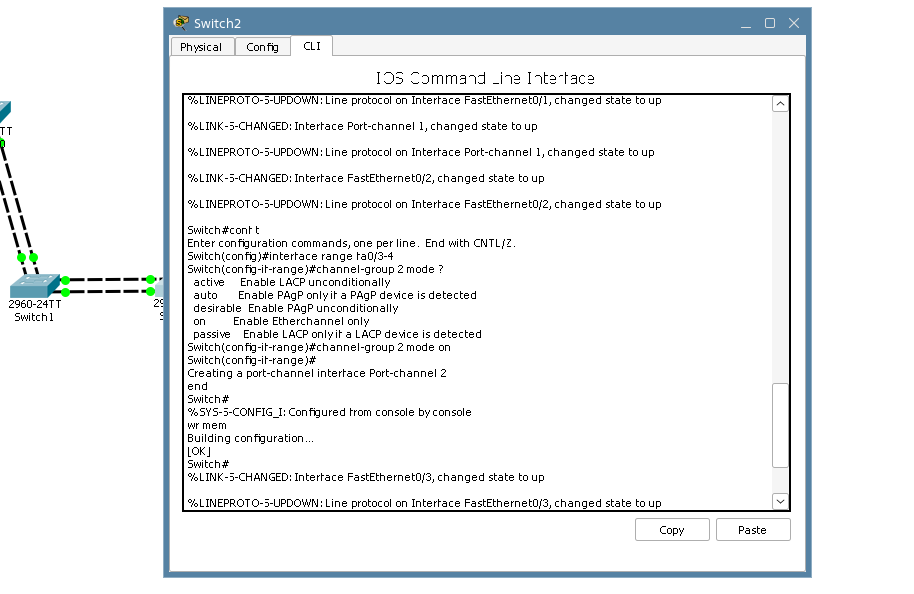 Switch2
Physical
Config
CLI
IOS Command Line Interface
%LINEPROTO-5-UPDOWN: Line protocol on Interface FastEthernet0/1, changed state to up
%LINK-5-CHANGED: Interface Port-channel 1, changed state to up
%LINEPROTO-5-UPDOWN: Line protocol on Interface Port-channel 1, changed state to up
%LINK-5-CHANGED: Interface FastEthernet0/2, changed state to up
%LINEPROTO-5-UPDOWN: Line protocol on Interface FastEthernet0/2, changed state to up
Switch#conf t
Enter configuration commands, one per line. End with CNTL/Z.
Switch(config)#interface range fa0/3-4
Switch(config-if-range)#channel-group 2 mode ?
active Enable LACP unconditionally
auto Enable PAgP only if a PAgP device is detected
desirable Enable PAgP unconditionally
on Enable Etherchannel only
passive Enable LACP only if a LACP device is detected
Switch(config-if-range)#channel-group 2 mode on
Switch(config-if-range)#
Creating a port-channel interface Port-channel 2
end
Switch#
%SYS-5-CONFIG_I: Configured from console by console
wr mem
Building configuration...
[OK]
Switch#
%LINK-5-CHANGED: Interface FastEthernet0/3, changed state to up
%LINEPROTO-5-UPDOWN: Line protocol on Interface FastEthernet0/3, changed state to up
Copy
Paste
TT
2960-24TT
Switch1
29